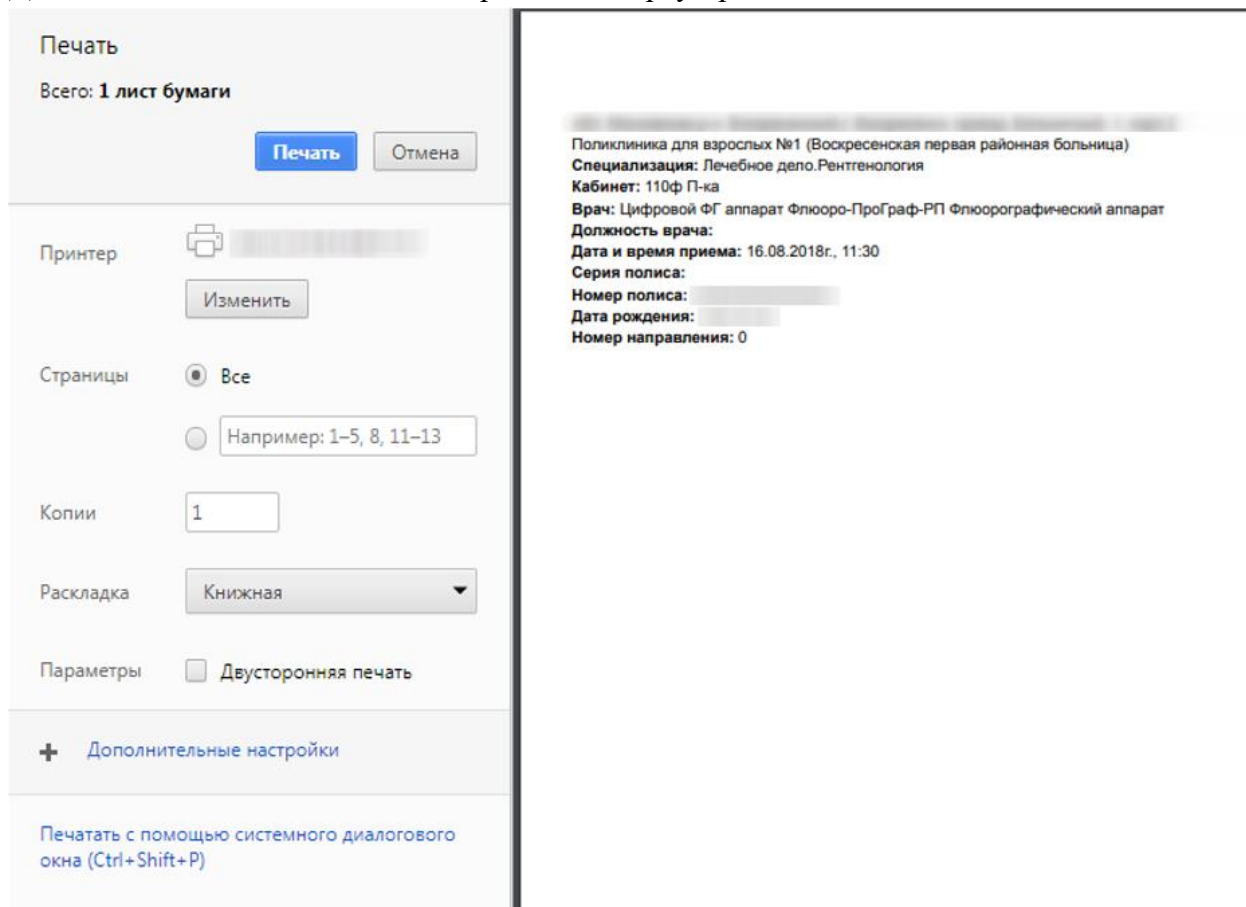 Печать
Всего: 1 лист бумаги
Печать
Отмена
Принтер
Изменить
Страницы
Все
Например: 1–5, 8, 11–13
Копии
1
Раскладка
Книжная
Параметры
Двусторонняя печать
Дополнительные настройки
Печатать с помощью системного диалогового
окна (Ctrl+Shift+P)
Поликлиника для взрослых №1 (Воскресенская первая районная больница)
Специализация: Лечебное дело.Рентгенология
Кабинет: 110ф П-ка
Врач: Цифровой ФГ аппарат Флюоро-ПроГраф-РП Флюорографический аппарат
Должность врача:
Дата и время приема: 16.08.2018г., 11:30
Серия полиса:
Номер полиса:
Дата рождения:
Номер направления: 0